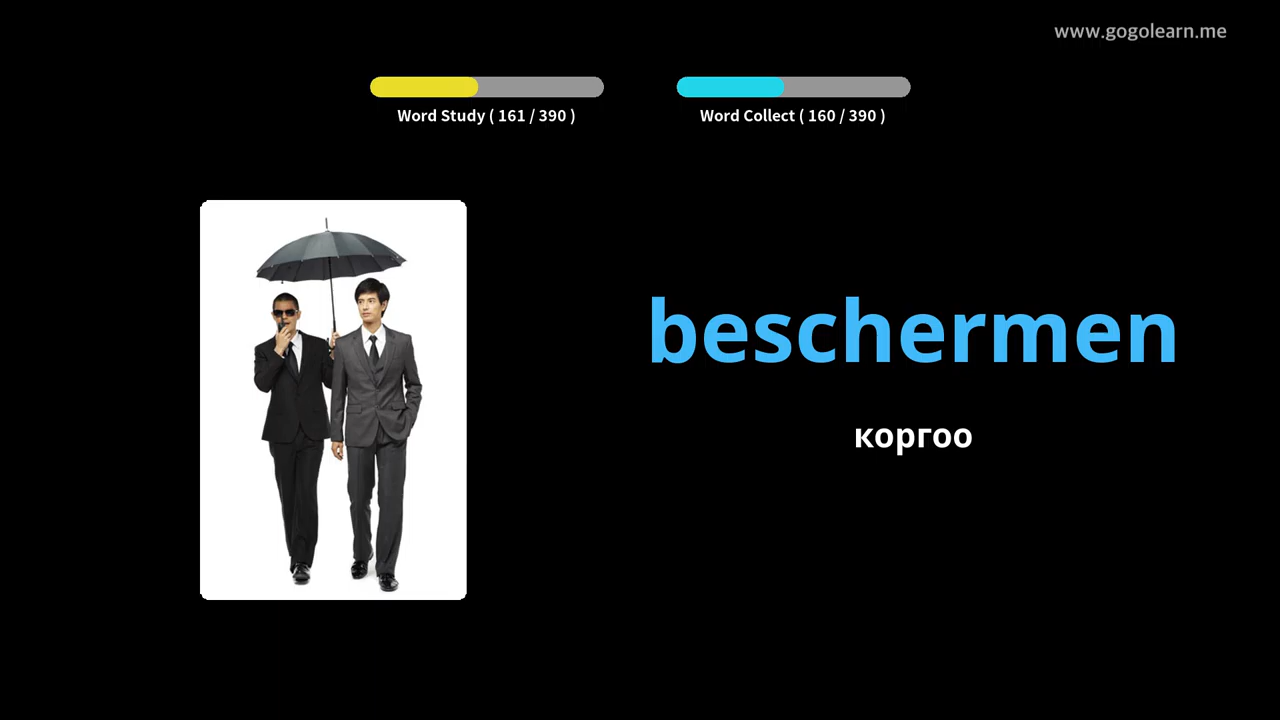 www.gogolearn.me
Word Study ( 161 / 390 )
Word Collect ( 160 / 390 )
beschermen
коргоо